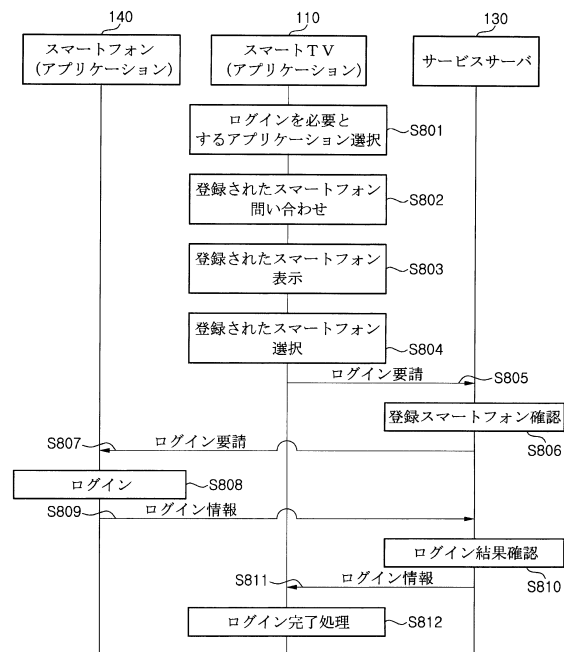 140
110
130
スマートフォン
(アプリケーション)
スマートTV
(アプリケーション)
サービスサーバ
ログインを必要と
するアプリケーション選択
S801
登録されたスマートフォン
問い合わせ
S802
登録されたスマートフォン
表示
S803
登録されたスマートフォン
選択
S804
ログイン要請
S805
登録スマートフォン確認
S806
S807
ログイン要請
ログイン
S808
S809
ログイン情報
ログイン結果確認
S810
S811
ログイン情報
ログイン完了処理
S812